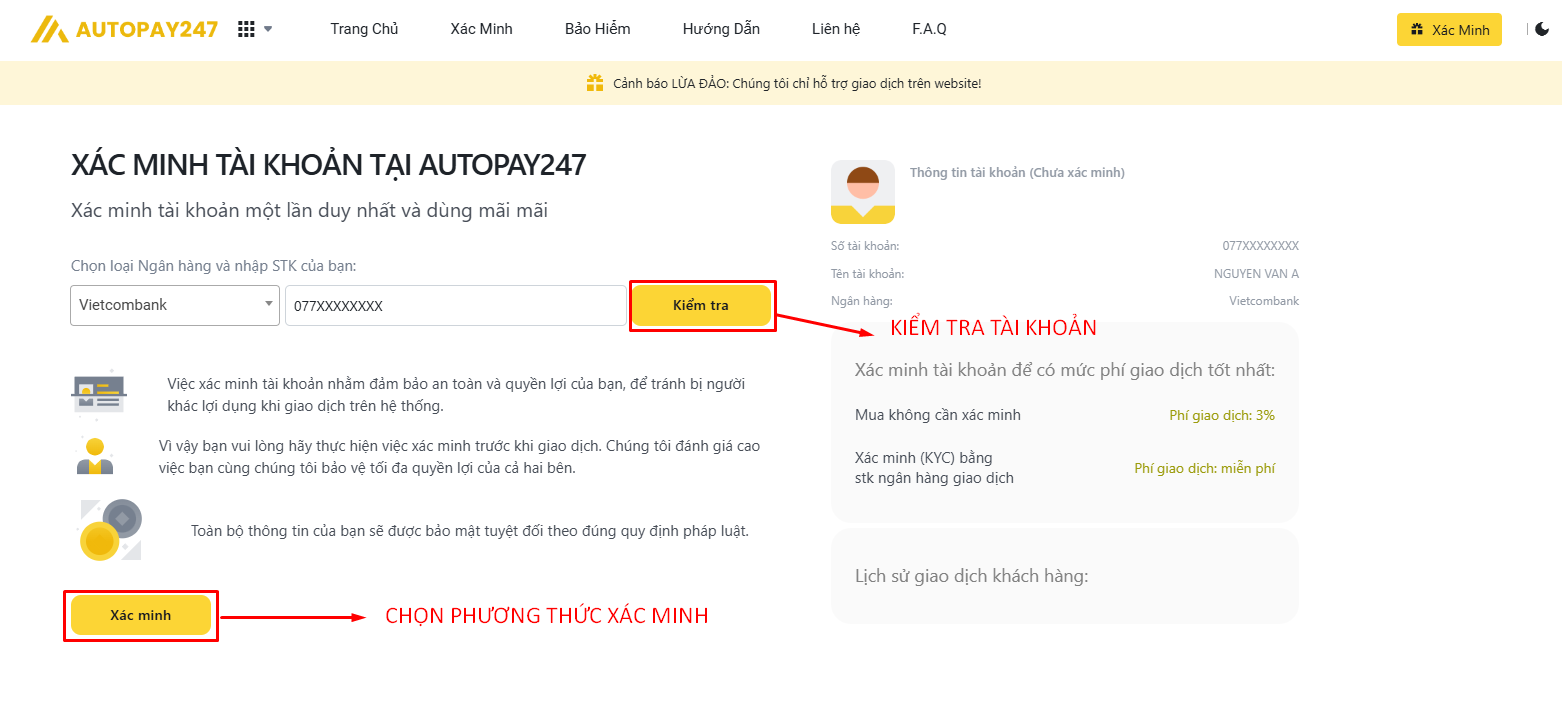 AUTOPAY247
Trang Chủ
Xác Minh
Bảo Hiểm
Hướng Dẫn
Liên hệ
F.A.Q
Xác Minh
Cảnh báo LỪA ĐẢO: Chúng tôi chỉ hỗ trợ giao dịch trên website!
XÁC MINH TÀI KHOẢN TẠI AUTOPAY247
Xác minh tài khoản một lần duy nhất và dùng mãi mãi
Chọn loại Ngân hàng và nhập STK của bạn:
Vietcombank
077XXXXXXXX
Kiểm tra
Việc xác minh tài khoản nhằm đảm bảo an toàn và quyền lợi của bạn, để tránh bị người
khác lợi dụng khi giao dịch trên hệ thống.
Vì vậy bạn vui lòng hãy thực hiện việc xác minh trước khi giao dịch. Chúng tôi đánh giá cao
việc bạn cùng chúng tôi bảo vệ tối đa quyền lợi của cả hai bên.
Toàn bộ thông tin của bạn sẽ được bảo mật tuyệt đối theo đúng quy định pháp luật.
Xác minh
CHỌN PHƯƠNG THỨC XÁC MINH
Thông tin tài khoản (Chưa xác minh)
Số tài khoản:
077XXXXXXXX
Tên tài khoản:
NGUYEN VAN A
Ngân hàng:
Vietcombank
KIỂM TRA TÀI KHOẢN
Xác minh tài khoản để có mức phí giao dịch tốt nhất:
Mua không cần xác minh
Phí giao dịch: 3%
Xác minh (KYC) bằng
stk ngân hàng giao dịch
Phí giao dịch: miễn phí
Lịch sử giao dịch khách hàng: